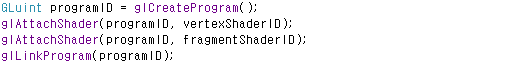 GLuint programID = glCreateProgram();
glAttachShader(programID, vertexShaderID);
glAttachShader(programID, fragmentShaderID);
glLinkProgram(programID);